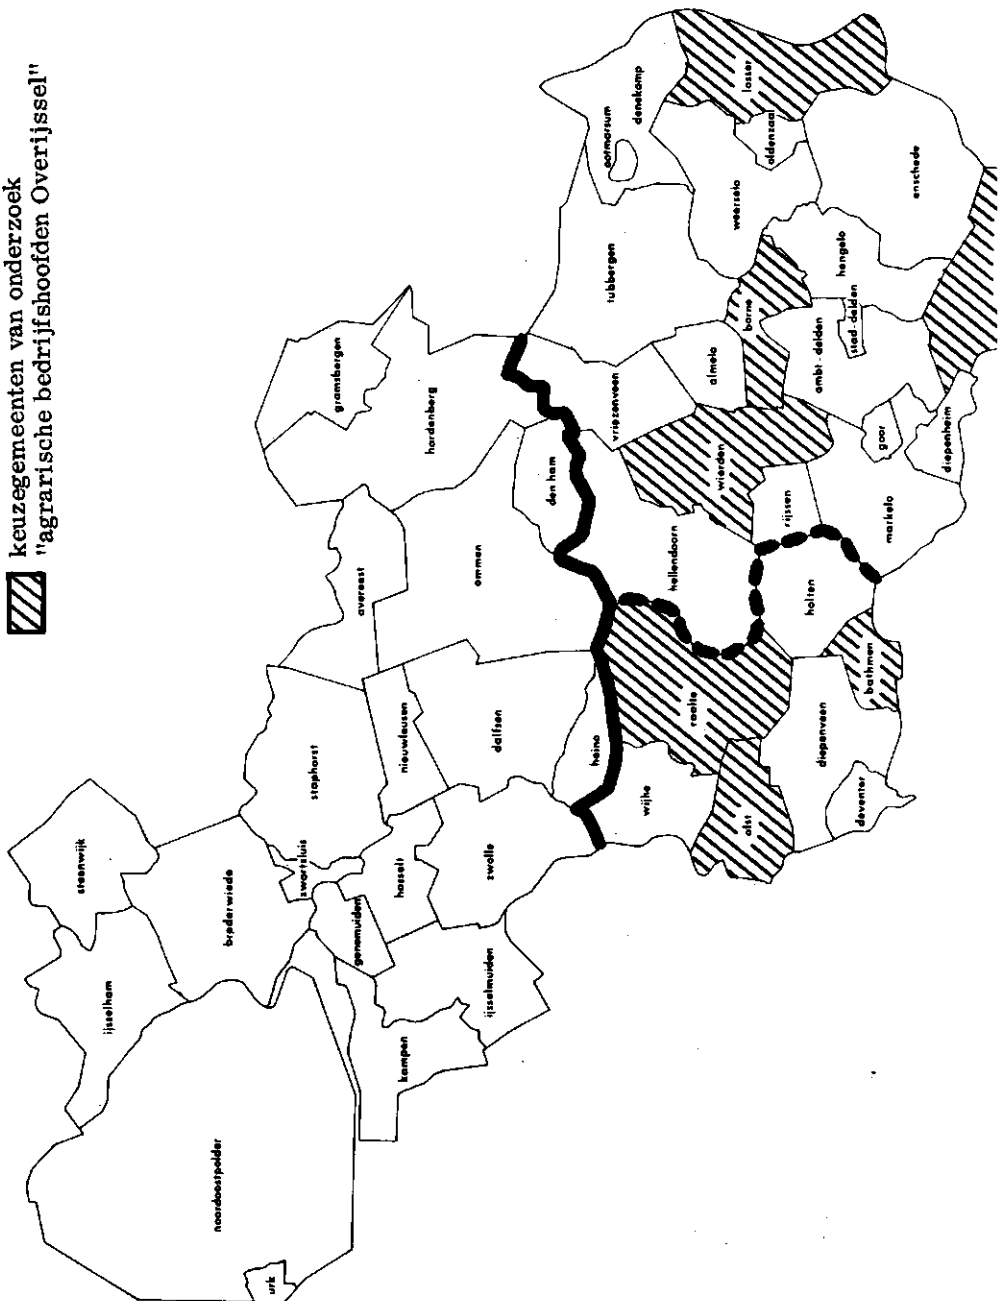 keuzegemeenten van onderzoek
"agrarische bedrijfshoofden Overijssel"
steenwijk
ijsselham
brederwiede
noordoostpolder
urk
zwartsluis
staphorst
genemuiden
hasselt
nieuwleusen
avereest
gramsbergen
hardenberg
kampen
ijsselmuiden
zwolle
dalfsen
ommen
den ham
heino
wijhe
raalte
olst
hellendoorn
vriezenveen
tubbergen
ootmarsum
denekamp
losser
oldenzaal
weerselo
almelo
borne
wierden
rijssen
holten
bathmen
diepenveen
deventer
markelo
goor
diepenheim
ambt-delden
stad-delden
hengelo
enschede